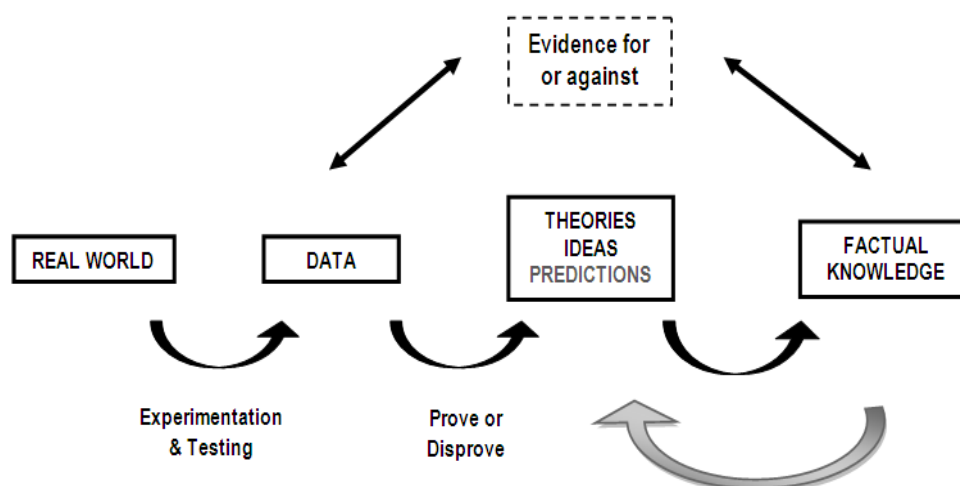 Evidence for
or against
REAL WORLD
DATA
THEORIES
IDEAS
PREDICTIONS
FACTUAL
KNOWLEDGE
Experimentation
& Testing
Prove or
Disprove